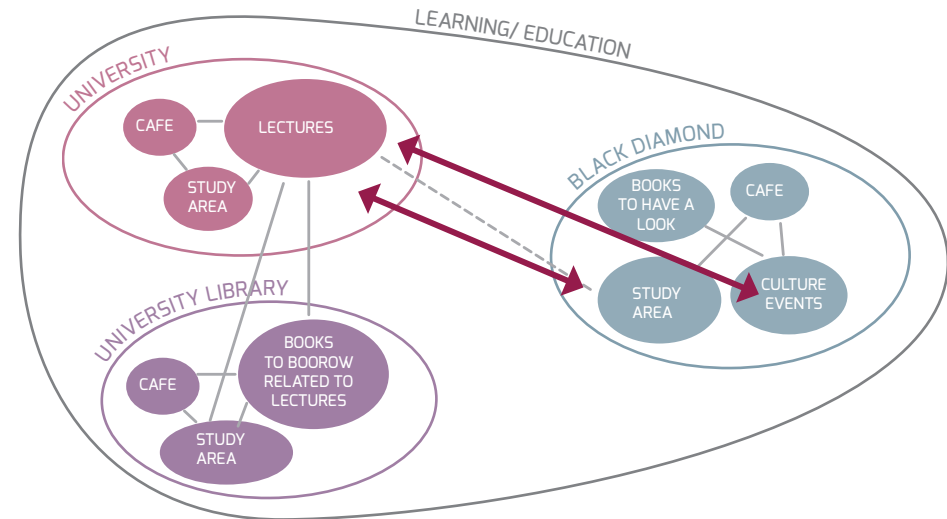 LEARNING/ EDUCATION
UNIVERSITY
CAFE
LECTURES
STUDY
AREA
BLACK DIAMOND
BOOKS
TO HAVE A
LOOK
CAFE
STUDY
AREA
CULTURE
EVENTS
UNIVERSITY LIBRARY
CAFE
BOOKS
TO BOOROW
RELATED TO
LECTURES
STUDY
AREA